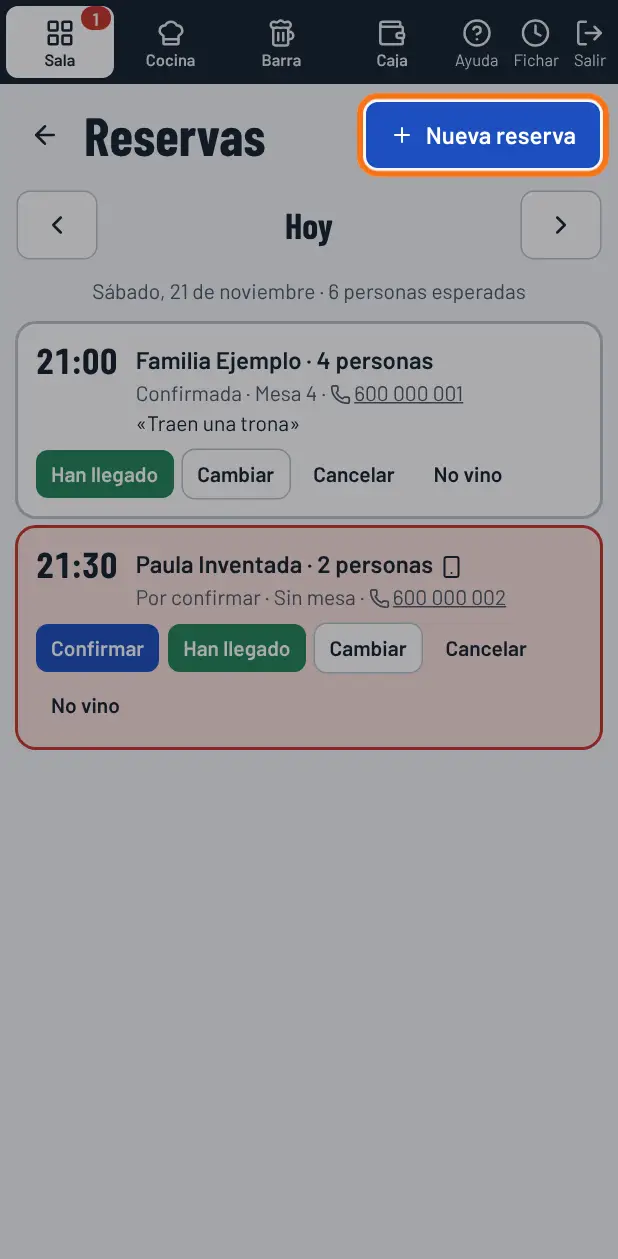 1
Sala
Cocina
Barra
Caja
Ayuda
Fichar
Salir
Reservas
+ Nueva reserva
Hoy
Sábado, 21 de noviembre · 6 personas esperadas
21:00 Familia Ejemplo · 4 personas
Confirmada · Mesa 4 · 600 000 001
«Traen una trona»
Han llegado Cambiar Cancelar No vino
21:30 Paula Inventada · 2 personas
Por confirmar · Sin mesa · 600 000 002
Confirmar Han llegado Cambiar Cancelar
No vino